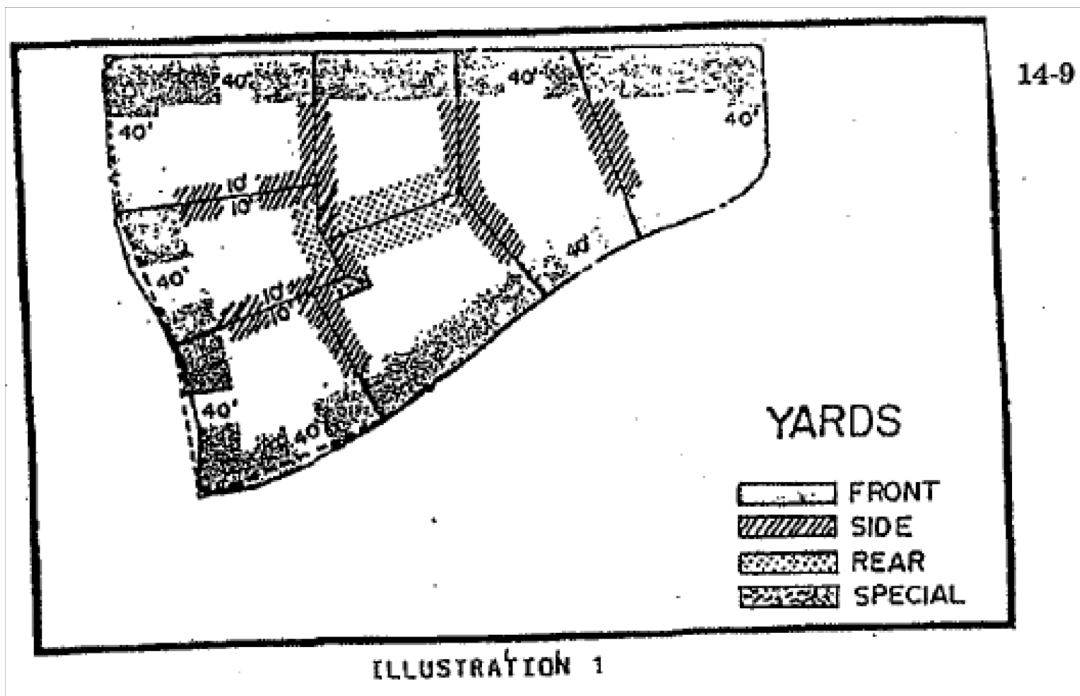 14-9
40' 40'
40' 40'
10'
10'
40' 40'
10'
10'
40'
40'
YARDS
FRONT
SIDE
REAR
SPECIAL
ILLUSTRATION 1